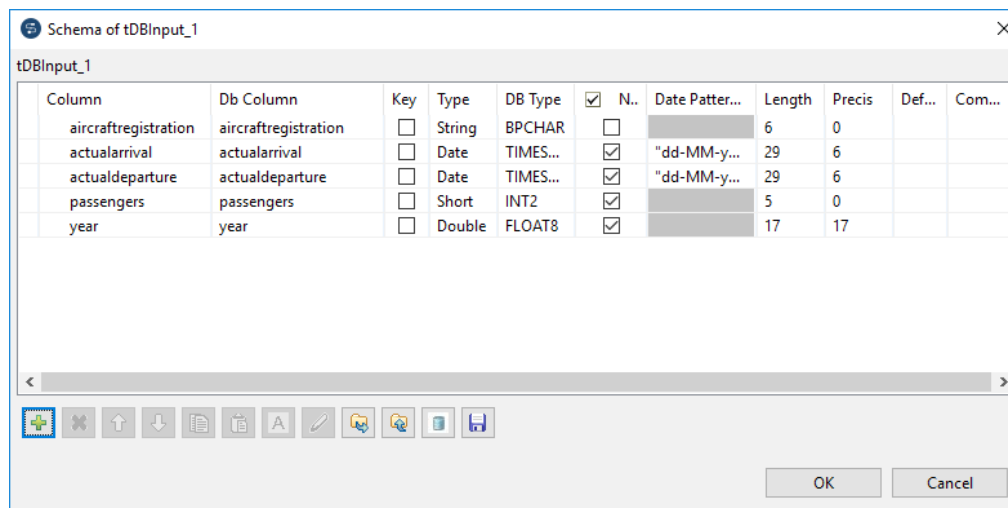 Schema of tDBInput_1
tDBInput_1
Column Db Column Key Type DB Type N.. Date Patter... Length Precis Def... Com...
aircraftregistration aircraftregistration String BPCHAR 6 0
actualarrival actualarrival Date TIMES... "dd-MM-y... 29 6
actualdeparture actualdeparture Date TIMES... "dd-MM-y... 29 6
passengers passengers Short INT2 5 0
year year Double FLOAT8 17 17
A
OK Cancel